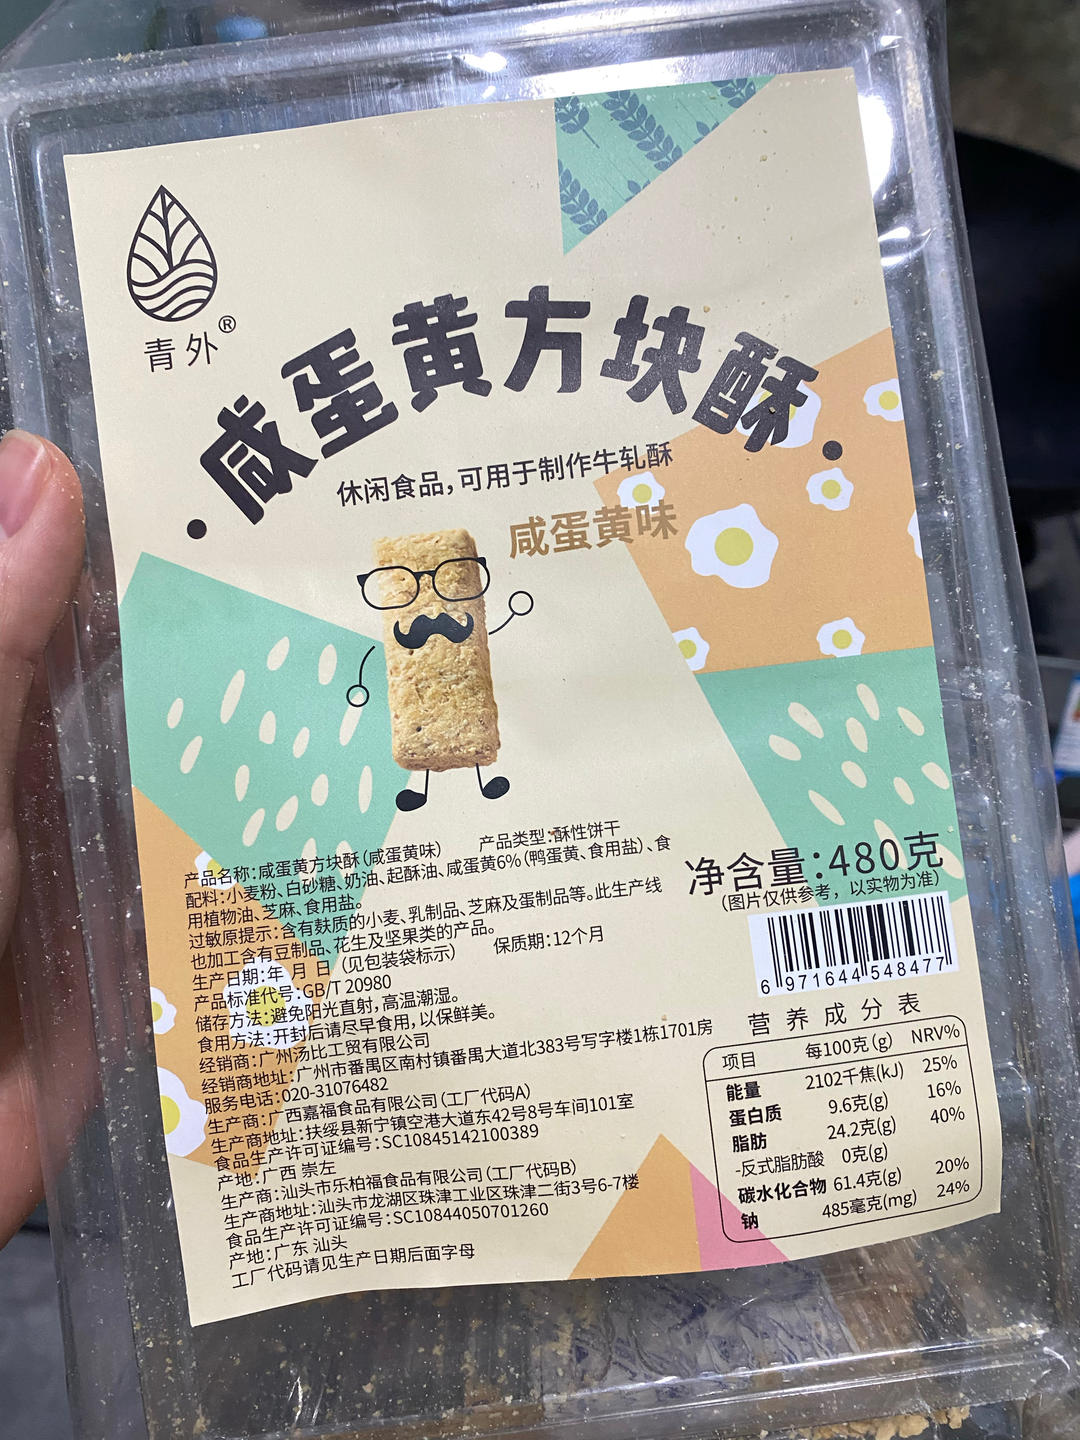 青外®
·咸蛋黄方块酥·
休闲食品,可用于制作牛轧酥
咸蛋黄味
产品名称:咸蛋黄方块酥(咸蛋黄味) 产品类型:酥性饼干
配料:小麦粉、白砂糖、奶油、起酥油、咸蛋黄6%(鸭蛋黄、食用盐)、食
用植物油、芝麻、食用盐。
过敏原提示:含有麸质的小麦、乳制品、芝麻及蛋制品等。此生产线
也加工含有豆制品、花生及坚果类的产品。
生产日期:年 月 日 (见包装袋标示) 保质期:12个月
产品标准代号:GB/T 20980
储存方法:避免阳光直射,高温潮湿。
食用方法:开封后请尽早食用,以保鲜美。
经销商:广州汤比工贸有限公司
经销商地址:广州市番禺区南村镇番禺大道北383号写字楼1栋1701房
服务电话:020-31076482
生产商:广西嘉福食品有限公司(工厂代码A)
生产商地址:扶绥县新宁镇空港大道东42号8号车间101室
食品生产许可证编号:SC10845142100389
产地:广西 崇左
生产商:汕头市乐柏福食品有限公司(工厂代码B)
生产商地址:汕头市龙湖区珠津工业区珠津二街3号6-7楼
食品生产许可证编号:SC10844050701260
产地:广东 汕头
工厂代码请见生产日期后面字母
净含量:480克
(图片仅供参考，以实物为准)
6 971644 548477
营养成分表
项目 每100克(g) NRV%
能量 2102千焦(kJ) 25%
蛋白质 9.6克(g) 16%
脂肪 24.2克(g) 40%
-反式脂肪酸 0克(g)
碳水化合物 61.4克(g) 20%
钠 485毫克(mg) 24%